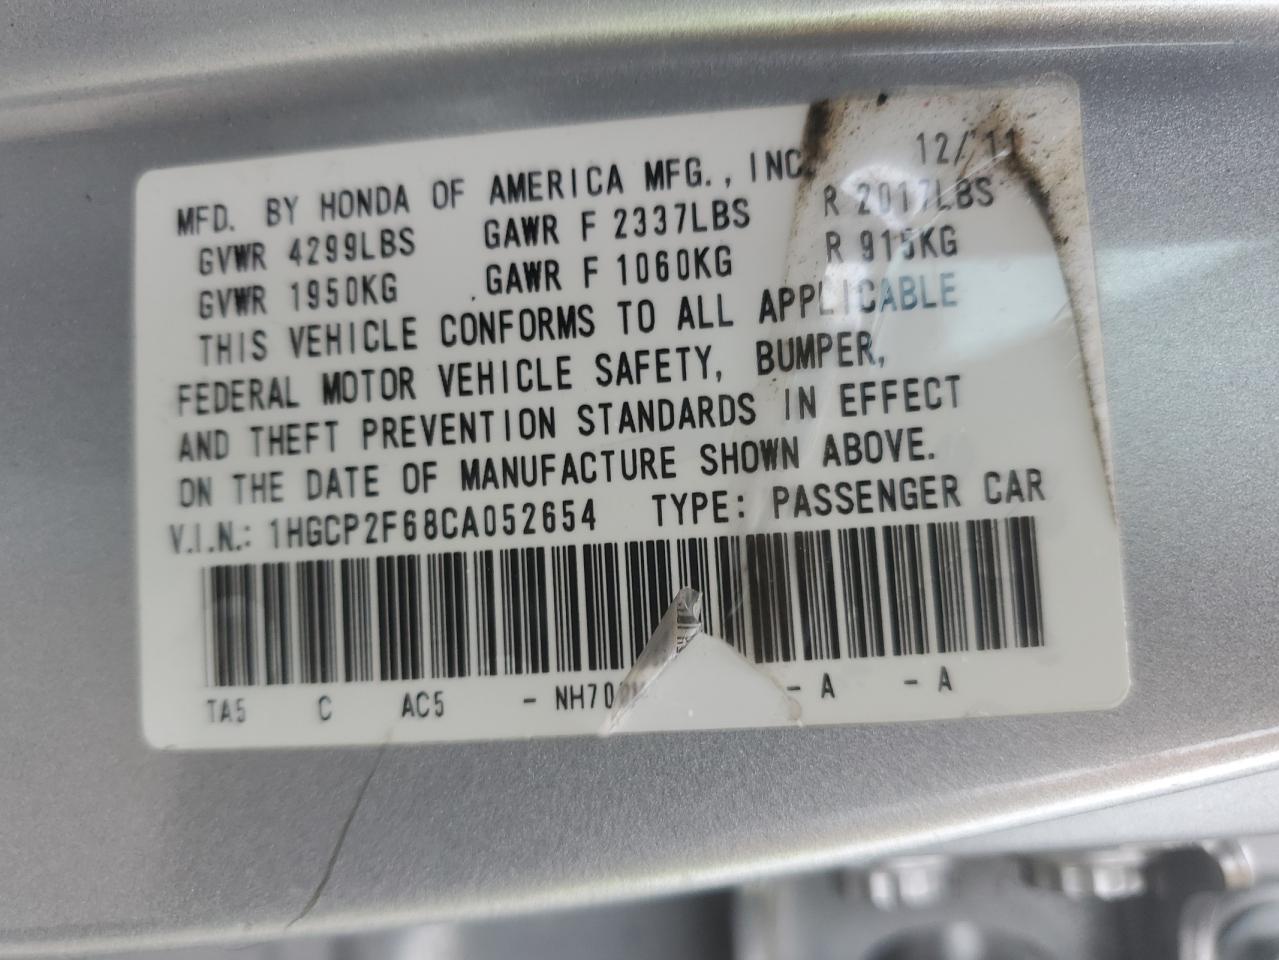 MFD. BY HONDA OF AMERICA MFG., INC. 12/'11
GVWR 4299LBS GAWR F 2337LBS R 2017LBS
GVWR 1950KG GAWR F 1060KG R 915KG
THIS VEHICLE CONFORMS TO ALL APPLICABLE
FEDERAL MOTOR VEHICLE SAFETY, BUMPER,
AND THEFT PREVENTION STANDARDS IN EFFECT
ON THE DATE OF MANUFACTURE SHOWN ABOVE.
V.I.N.: 1HGCP2F68CA052654 TYPE: PASSENGER CAR
TA5 C AC5 - - A - A